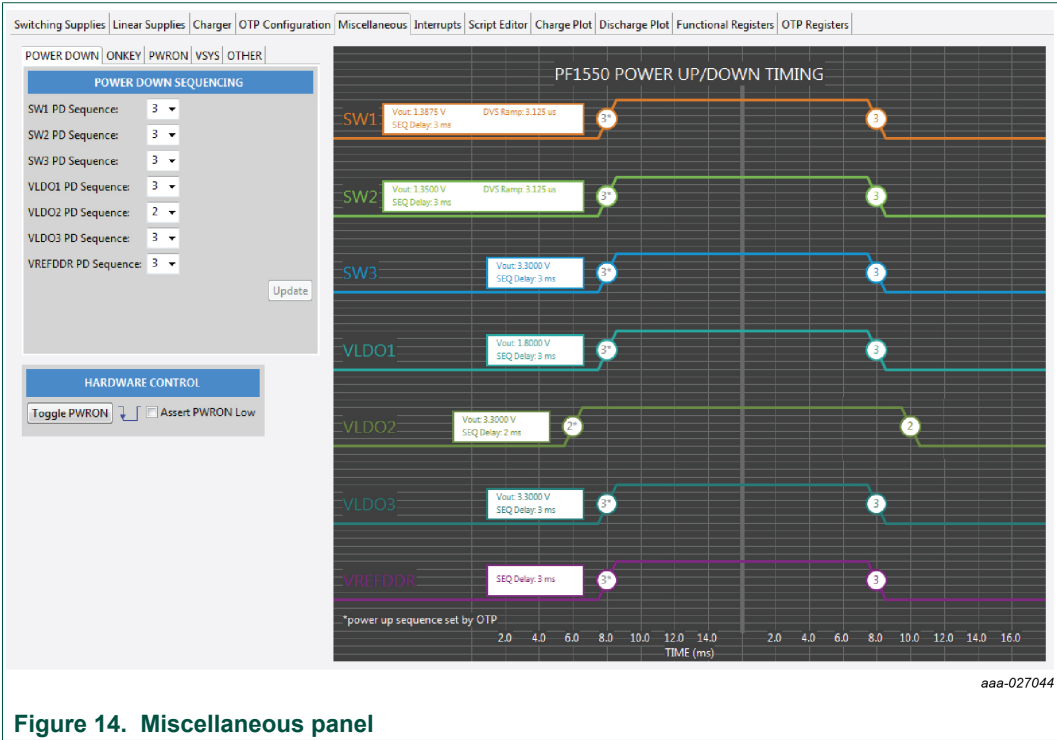 Switching Supplies Linear Supplies Charger OTP Configuration Miscellaneous Interrupts Script Editor Charge Plot Discharge Plot Functional Registers OTP Registers
POWER DOWN ONKEY PWRON VSYS OTHER
POWER DOWN SEQUENCING
SW1 PD Sequence: 3
SW2 PD Sequence: 3
SW3 PD Sequence: 3
VLDO1 PD Sequence: 3
VLDO2 PD Sequence: 2
VLDO3 PD Sequence: 3
VREFDDR PD Sequence: 3
Update
HARDWARE CONTROL
Toggle PWRON Assert PWRON Low
PF1550 POWER UP/DOWN TIMING
SW1
Vout: 1.3875 V DVS Ramp: 3.125 us
SEQ Delay: 3 ms
3* 3
SW2
Vout: 1.3500 V DVS Ramp: 3.125 us
SEQ Delay: 3 ms
3* 3
SW3
Vout: 3.3000 V
SEQ Delay: 3 ms
3* 3
VLDO1
Vout: 1.8000 V
SEQ Delay: 3 ms
3* 3
VLDO2
Vout: 3.3000 V
SEQ Delay: 2 ms
2* 2
VLDO3
Vout: 3.3000 V
SEQ Delay: 3 ms
3* 3
VREFDDR
SEQ Delay: 3 ms
3* 3
*power up sequence set by OTP
2.0 4.0 6.0 8.0 10.0 12.0 14.0 2.0 4.0 6.0 8.0 10.0 12.0 14.0 16.0
TIME (ms)
aaa-027044
Figure 14. Miscellaneous panel